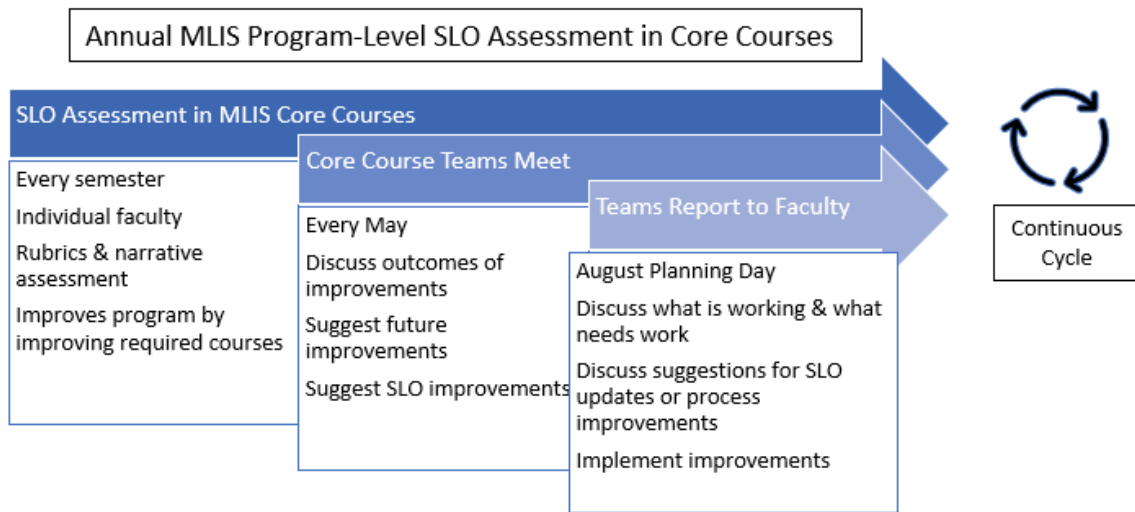 Annual MLIS Program-Level SLO Assessment in Core Courses
SLO Assessment in MLIS Core Courses
Every semester
Individual faculty
Rubrics & narrative
assessment
Improves program by
improving required courses
Core Course Teams Meet
Every May
Discuss outcomes of
improvements
Suggest future
improvements
Suggest SLO improvements
Teams Report to Faculty
August Planning Day
Discuss what is working & what
needs work
Discuss suggestions for SLO
updates or process
improvements
Implement improvements
Continuous
Cycle